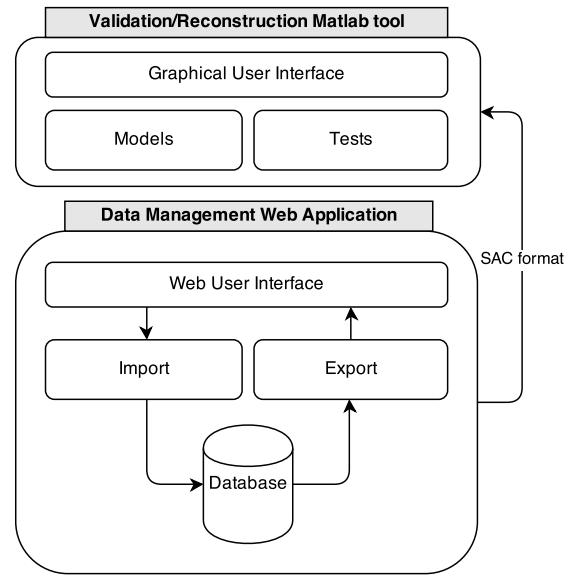 Validation/Reconstruction Matlab tool
Graphical User Interface
Models
Tests
Data Management Web Application
SAC format
Web User Interface
Import
Export
Database